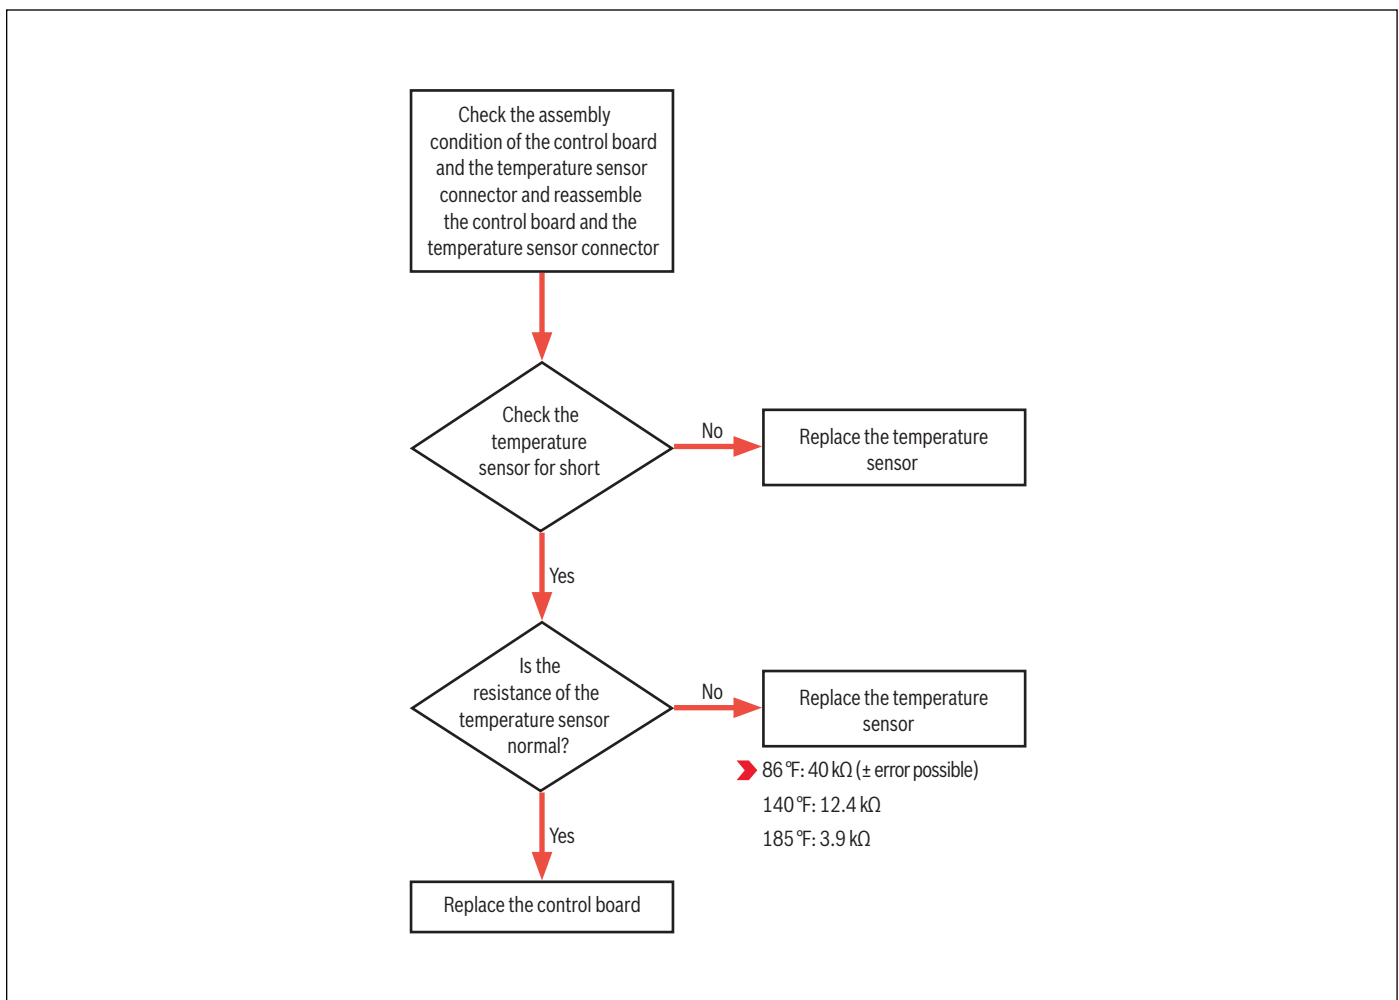 Check the assembly
condition of the control board
and the temperature sensor
connector and reassemble
the control board and the
temperature sensor connector
Check the
temperature
sensor for short
No
Replace the temperature
sensor
Yes
Is the
resistance of the
temperature sensor
normal?
No
Replace the temperature
sensor
86 °F: 40 kΩ (± error possible)
140 °F: 12.4 kΩ
185 °F: 3.9 kΩ
Yes
Replace the control board